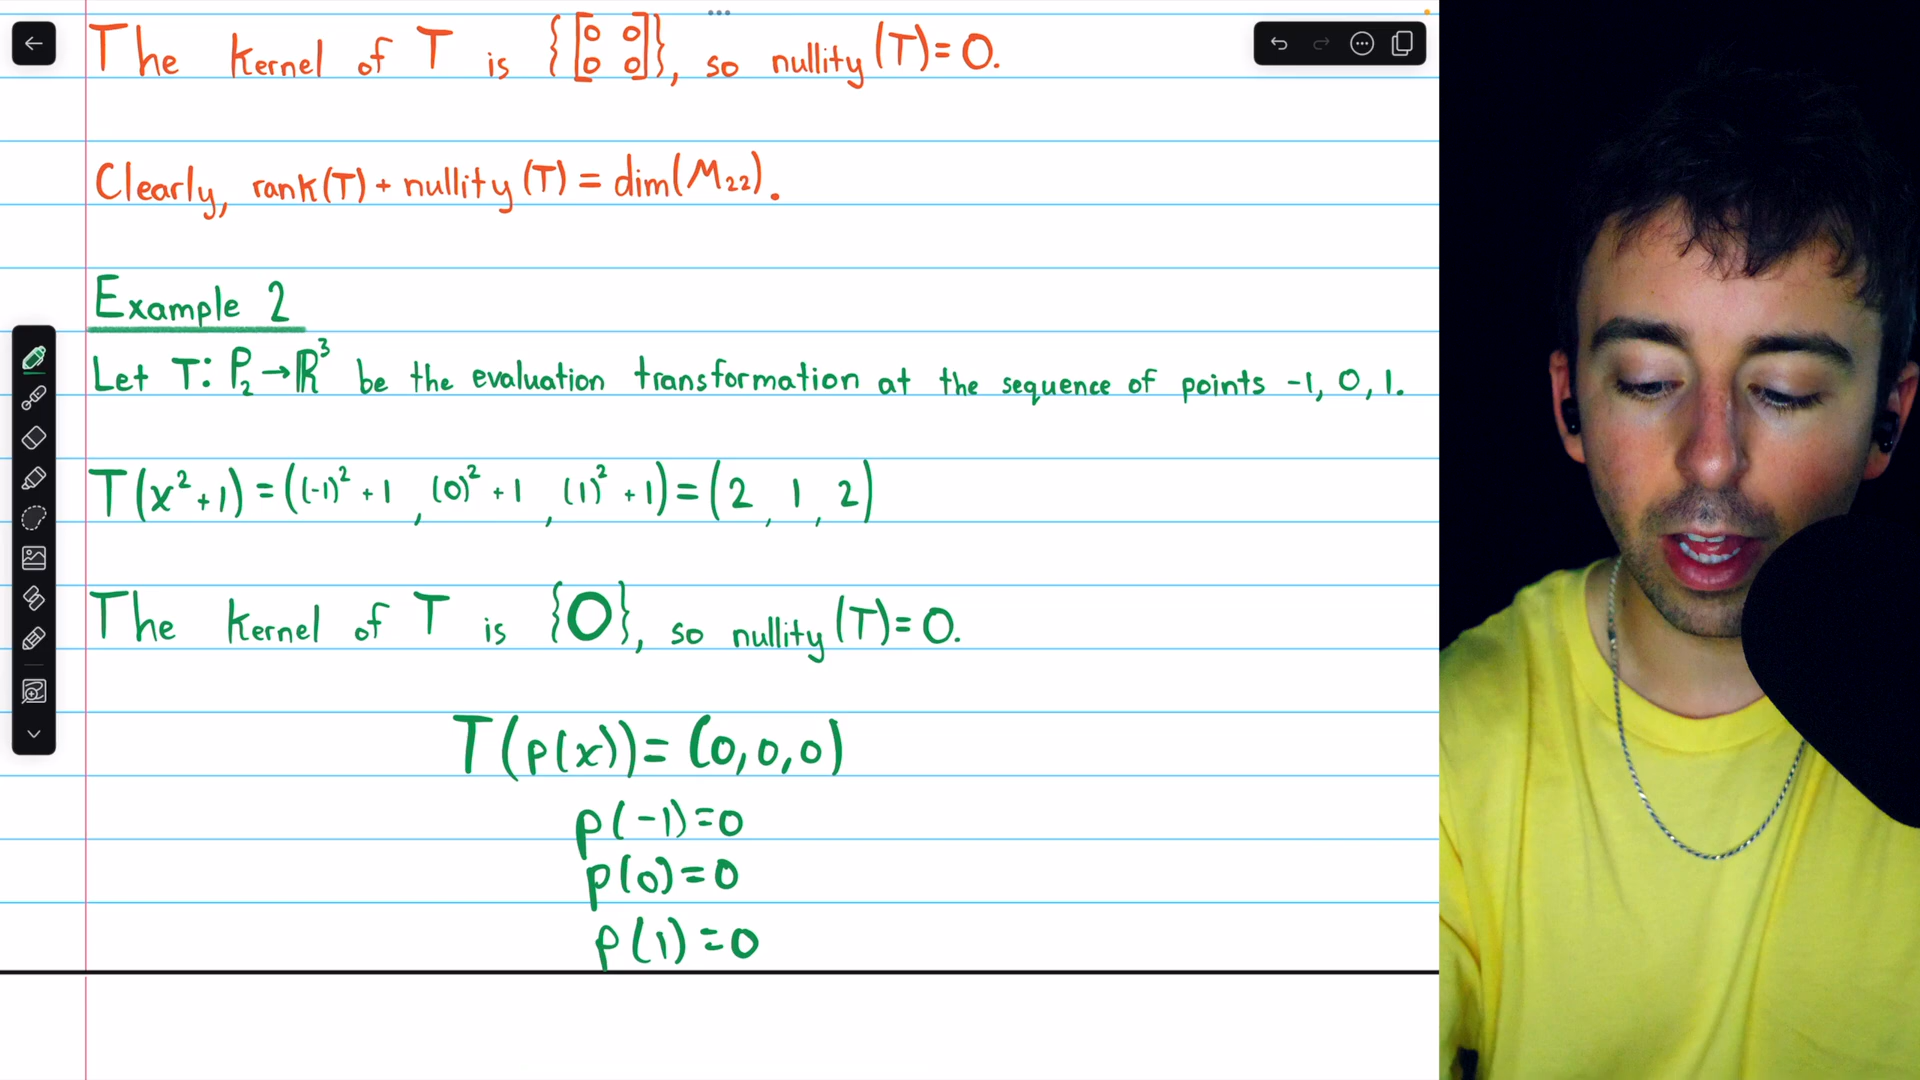 The kernel of T is {[0 0 0 0]}, so nullity(T)=0.
Clearly, rank(T) + nullity(T) = dim(M₂₂).
Example 2
Let T: P₂→ℝ³ be the evaluation transformation at the sequence of points -1, 0, 1.
T(x²+1) = ((-1)²+1, (0)²+1, (1)²+1) = (2, 1, 2)
The kernel of T is {0}, so nullity(T)=0.
T(p(x)) = (0,0,0)
p(-1)=0
p(0)=0
p(1)=0